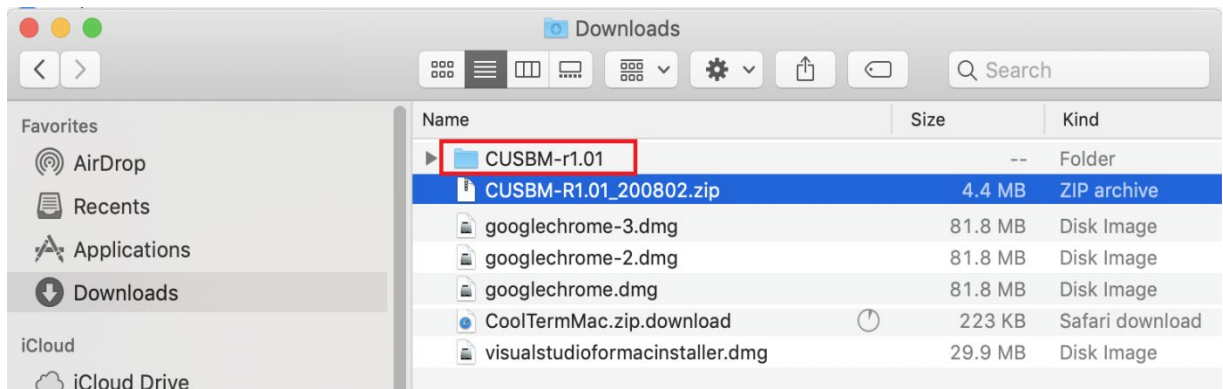 Downloads
Search
Favorites
AirDrop
Recents
Applications
Downloads
iCloud
iCloud Drive
Name Size Kind
CUSBM-r1.01 -- Folder
CUSBM-R1.01_200802.zip 4.4 MB ZIP archive
googlechrome-3.dmg 81.8 MB Disk Image
googlechrome-2.dmg 81.8 MB Disk Image
googlechrome.dmg 81.8 MB Disk Image
CoolTermMac.zip.download 223 KB Safari download
visualstudioformacinstaller.dmg 29.9 MB Disk Image